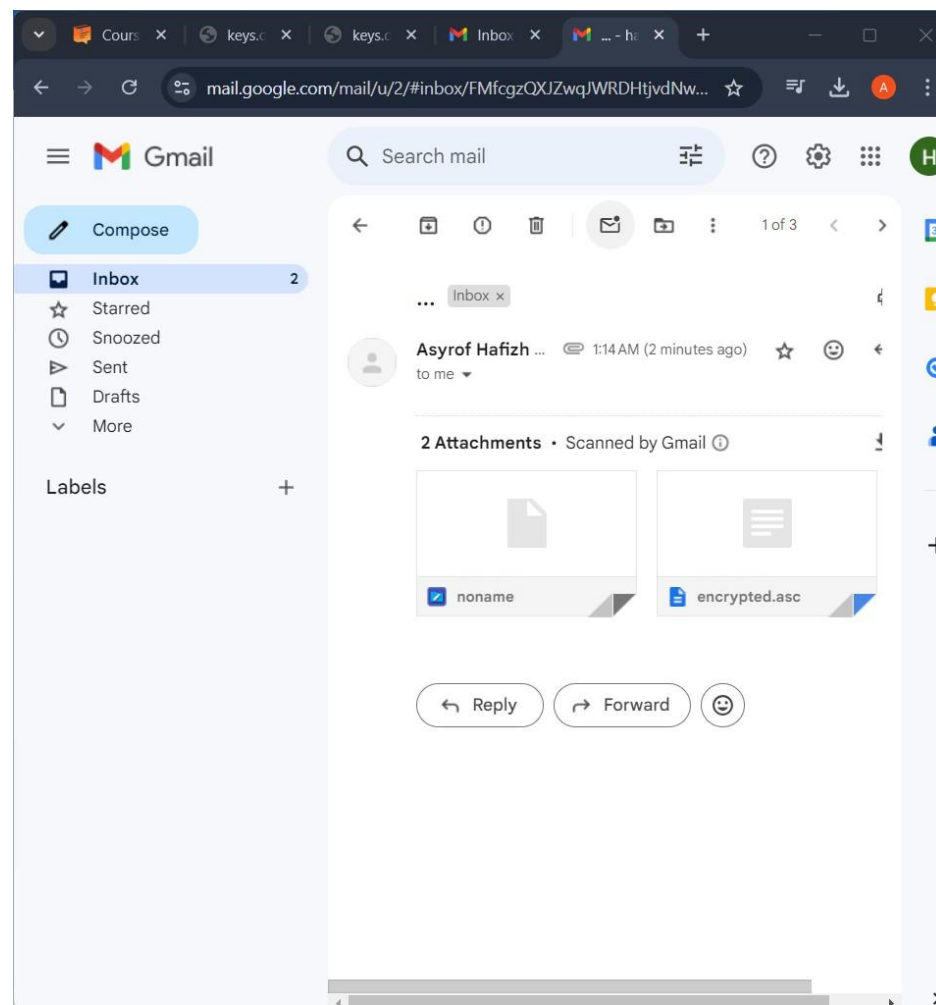 Cours
keys.c
keys.c
Inbox
... - ha
mail.google.com/mail/u/2/#inbox/FMfcgzQXJZwqJWRDHtjvdNw...
A
Gmail
Search mail
H
Compose
1 of 3
Inbox 2
Starred
Snoozed
Sent
Drafts
More
Labels
... Inbox ×
Asyrof Hafizh ... 1:14 AM (2 minutes ago)
to me
2 Attachments • Scanned by Gmail
noname
encrypted.asc
Reply
Forward